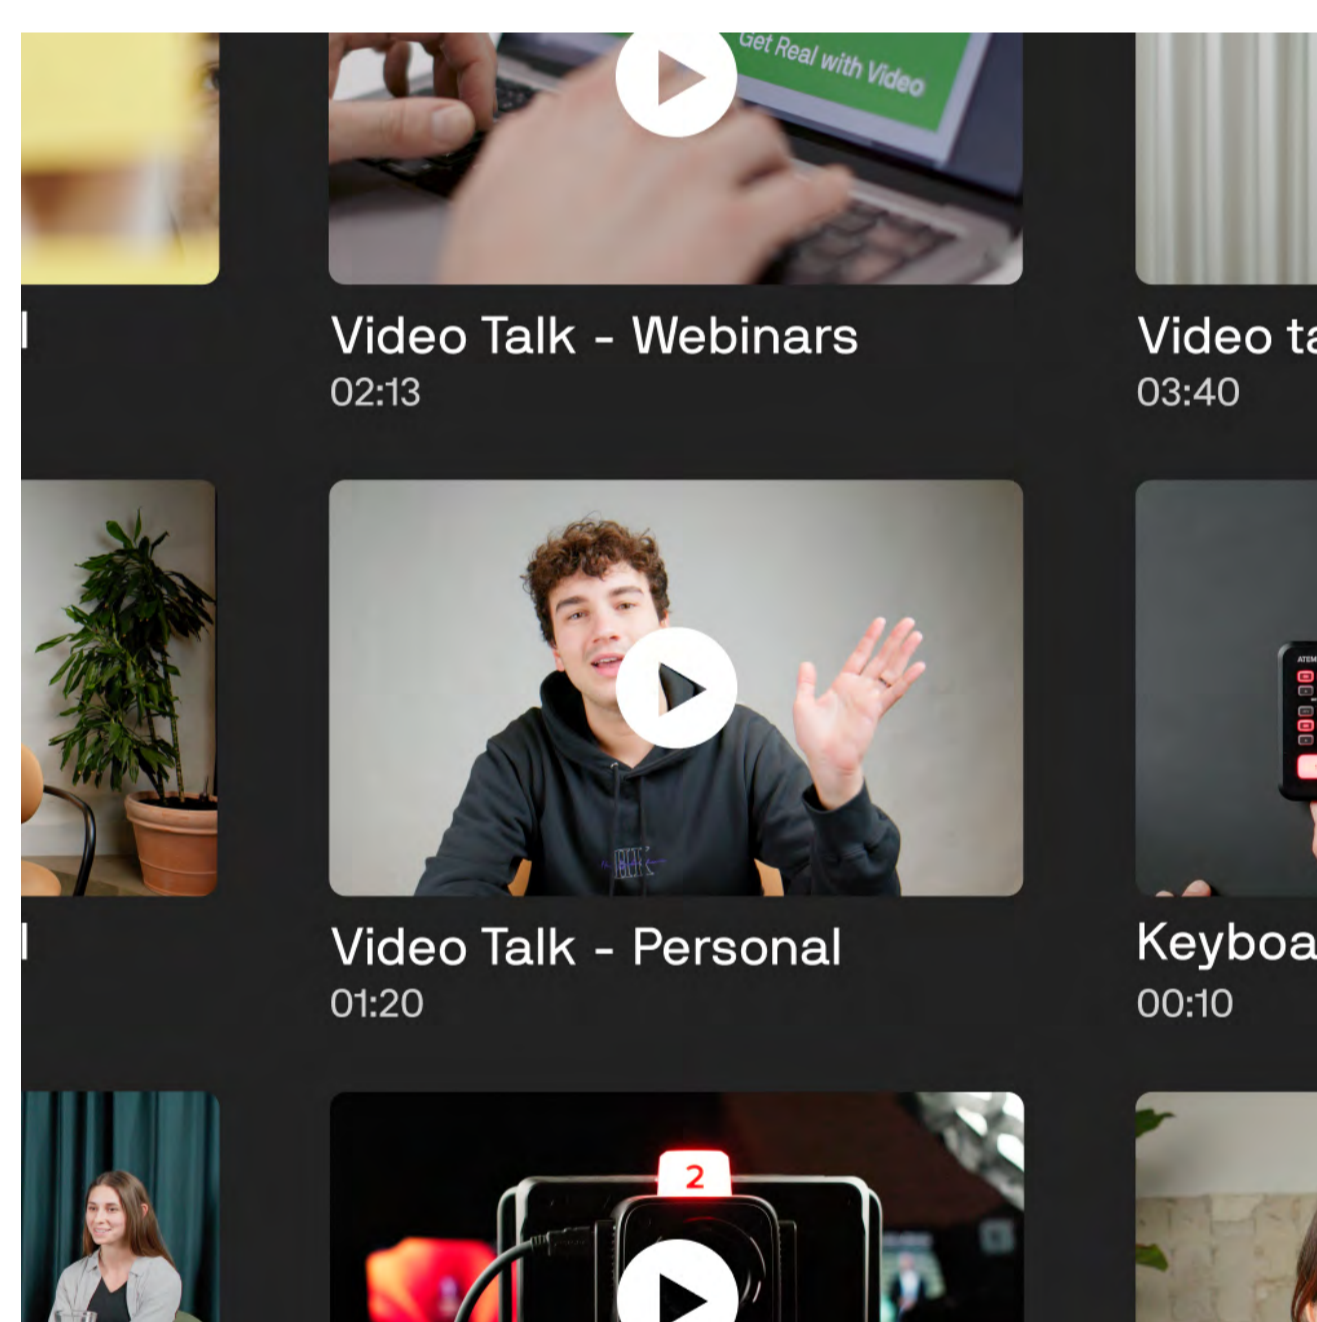 Get Real with Video
Video Talk - Webinars
02:13
Video ta
03:40
ATEM
Video Talk - Personal
01:20
Keyboa
00:10
2